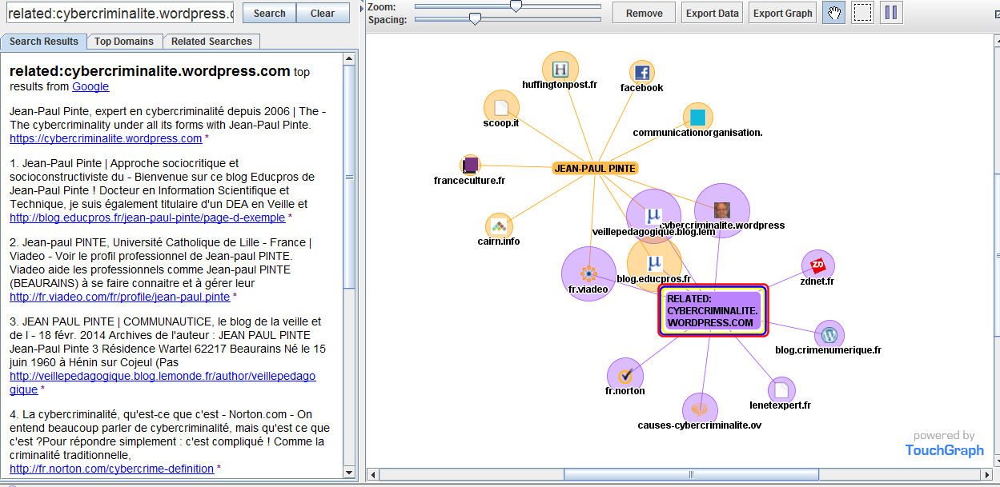 related:cybercriminalite.wordpress.c
Search
Clear
Search Results
Top Domains
Related Searches
related:cybercriminalite.wordpress.com top
results from Google
Jean-Paul Pinte, expert en cybercriminalité depuis 2006 | The -
The cybercriminality under all its forms with Jean-Paul Pinte.
https://cybercriminalite.wordpress.com *
1. Jean-Paul Pinte | Approche sociocritique et
socioconstructiviste du - Bienvenue sur ce blog Educpros de
Jean-Paul Pinte ! Docteur en Information Scientifique et
Technique, je suis également titulaire d'un DEA en Veille et
http://blog.educpros.fr/jean-paul-pinte/page-d-exemple *
2. Jean-paul PINTE, Université Catholique de Lille - France |
Viadeo - Voir le profil professionnel de Jean-paul PINTE.
Viadeo aide les professionnels comme Jean-paul PINTE
(BEAURAINS) à se faire connaitre et à gérer leur
http://fr.viadeo.com/fr/profile/jean-paul.pinte *
3. JEAN PAUL PINTE | COMMUNAUTICE, le blog de la veille et
de l - 18 févr. 2014 Archives de l'auteur : JEAN PAUL PINTE
Jean-Paul Pinte 3 Résidence Wartel 62217 Beaurains Né le 15
juin 1960 à Hénin sur Cojeul (Pas
http://veillepedagogique.blog.lemonde.fr/author/veillepedago
gique *
4. La cybercriminalité, qu'est-ce que c'est - Norton.com - On
entend beaucoup parler de cybercriminalité, mais qu'est ce que
c'est ?Pour répondre simplement : c'est compliqué ! Comme la
criminalité traditionnelle,
http://fr.norton.com/cybercrime-definition *
Zoom:
Spacing:
Remove
Export Data
Export Graph
huffingtonpost.fr
facebook
scoop.it
communicationorganisation.
JEAN-PAUL PINTE
franceculture.fr
cybercriminalite.wordpress
veillepedagogique.blog.lem
cairn.info
blog.educpros.fr
fr.viadeo
zdnet.fr
RELATED:
CYBERCRIMINALITE.
WORDPRESS.COM
blog.crimenumerique.fr
fr.norton
lenetexpert.fr
causes-cybercriminalite.ov
powered by
TouchGraph